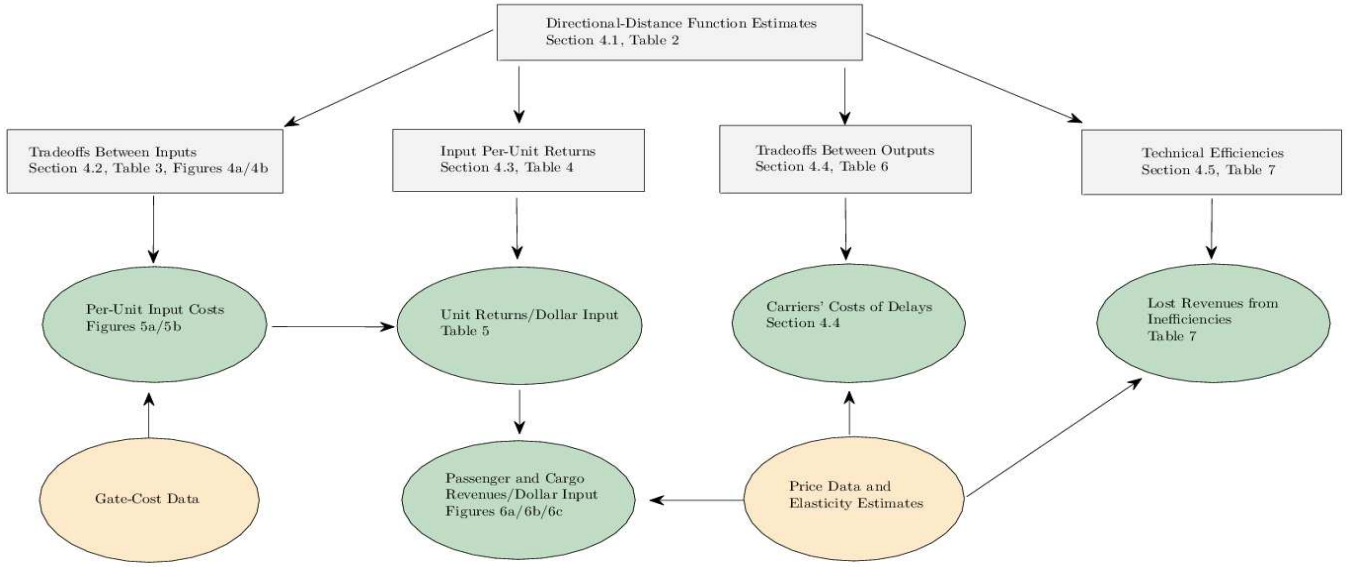 Directional-Distance Function Estimates
Section 4.1, Table 2
Tradeoffs Between Inputs
Section 4.2, Table 3, Figures 4a/4b
Input Per-Unit Returns
Section 4.3, Table 4
Tradeoffs Between Outputs
Section 4.4, Table 6
Technical Efficiencies
Section 4.5, Table 7
Per-Unit Input Costs
Figures 5a/5b
Unit Returns/Dollar Input
Table 5
Carriers' Costs of Delays
Section 4.4
Lost Revenues from
Inefficiencies
Table 7
Gate-Cost Data
Passenger and Cargo
Revenues/Dollar Input
Figures 6a/6b/6c
Price Data and
Elasticity Estimates